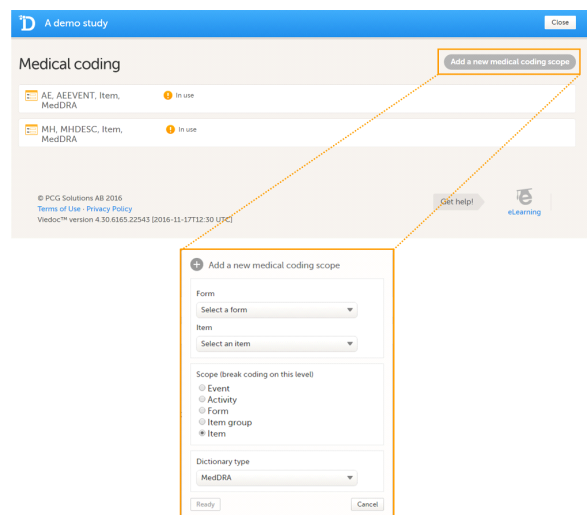 D A demo study
Close
Medical coding
Add a new medical coding scope
AE, AEEVENT, Item,
MedDRA
! In use
MH, MHDESC, Item,
MedDRA
! In use
© PCG Solutions AB 2016
Terms of Use · Privacy Policy
Viedoc™ version 4.30.6165.22543 [2016-11-17T12:30 UTC]
Get help!
eLearning
Add a new medical coding scope
Form
Select a form
Item
Select an item
Scope (break coding on this level)
Event
Activity
Form
Item group
Item
Dictionary type
MedDRA
Ready
Cancel